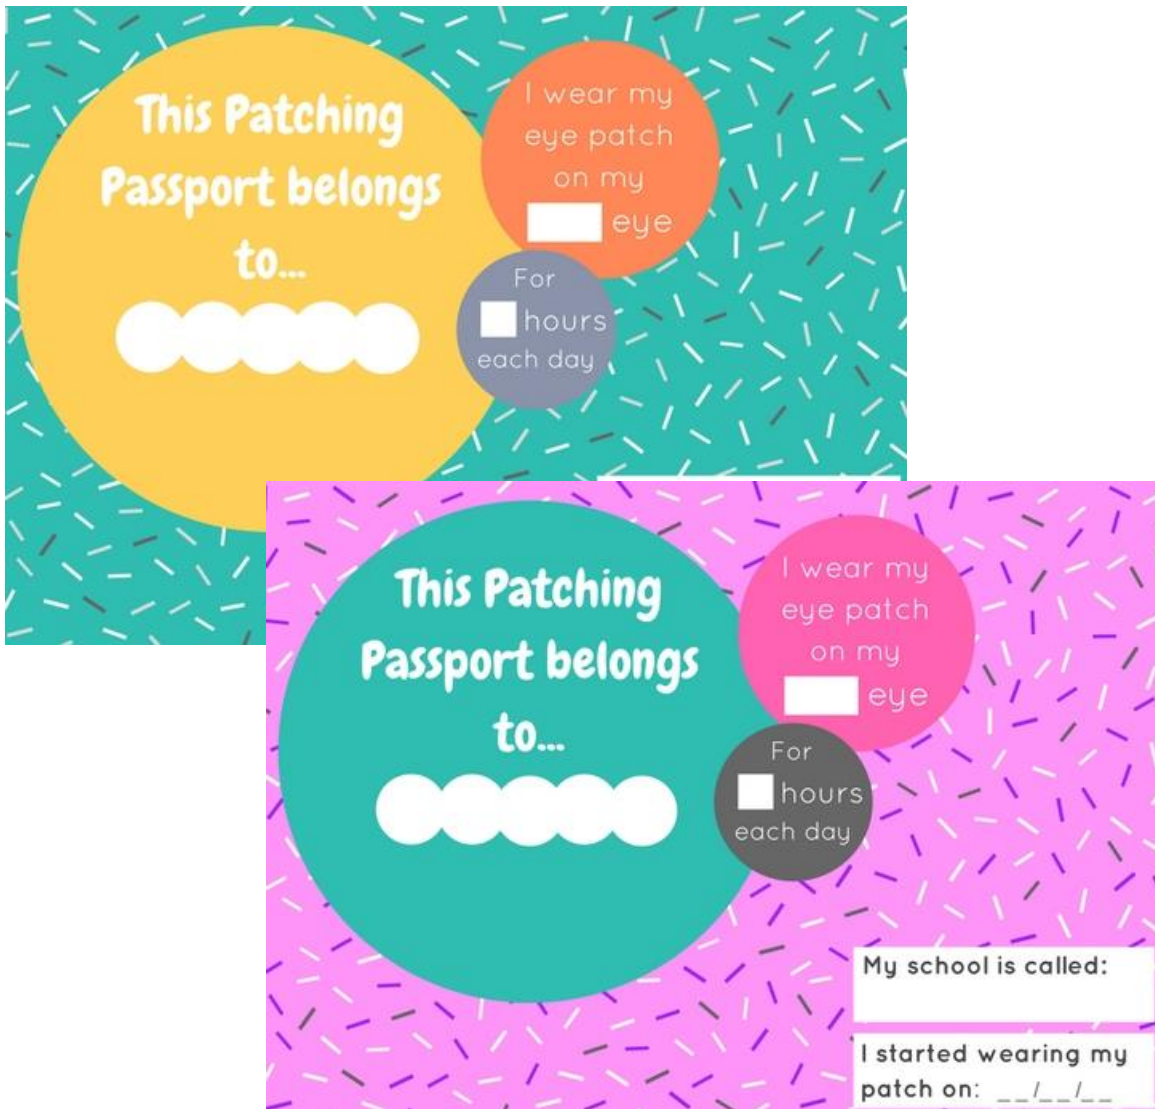 This Patching
Passport belongs
to...
I wear my
eye patch
on my
eye
For
hours
each day
This Patching
Passport belongs
to...
I wear my
eye patch
on my
eye
For
hours
each day
My school is called:
I started wearing my
patch on: __/__/__